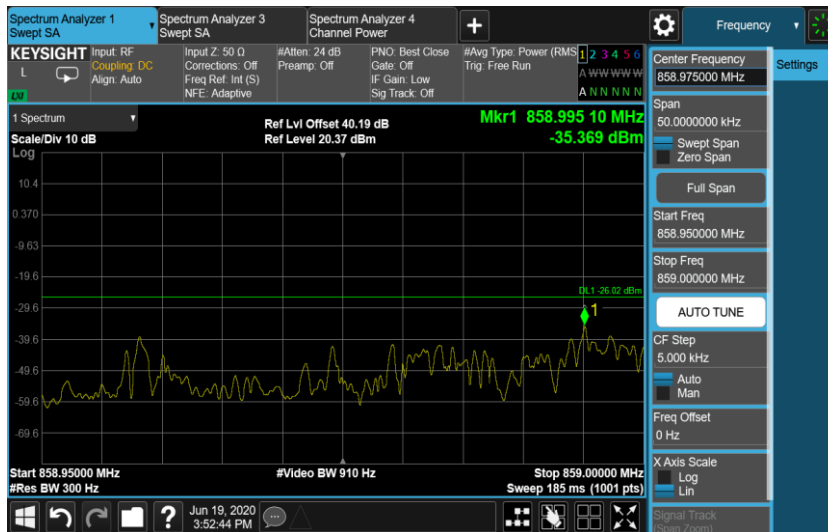 Spectrum Analyzer 1
Swept SA
Spectrum Analyzer 3
Swept SA
Spectrum Analyzer 4
Channel Power
Frequency
KEYSIGHT
L
LXI
Input: RF
Coupling: DC
Align: Auto
Input Z: 50 Ω
Corrections: Off
Freq Ref: Int (S)
NFE: Adaptive
#Atten: 24 dB
Preamp: Off
PNO: Best Close
Gate: Off
IF Gain: Low
Sig Track: Off
#Avg Type: Power (RMS
Trig: Free Run
1 2 3 4 5 6
A W W W W W
A N N N N N
1 Spectrum
Scale/Div 10 dB
Log
Ref Lvl Offset 40.19 dB
Ref Level 20.37 dBm
Mkr1 858.995 10 MHz
-35.369 dBm
10.4
0.370
-9.63
-19.6
-29.6
-39.6
-49.6
-59.6
-69.6
DL1 -26.02 dBm
1
Start 858.95000 MHz
#Res BW 300 Hz
#Video BW 910 Hz
Stop 859.00000 MHz
Sweep 185 ms (1001 pts)
Jun 19, 2020
3:52:44 PM
Center Frequency
858.975000 MHz
Span
50.0000000 kHz
Swept Span
Zero Span
Full Span
Start Freq
858.950000 MHz
Stop Freq
859.000000 MHz
AUTO TUNE
CF Step
5.000 kHz
Auto
Man
Freq Offset
0 Hz
X Axis Scale
Log
Lin
Signal Track
(Span Zoom)
Settings